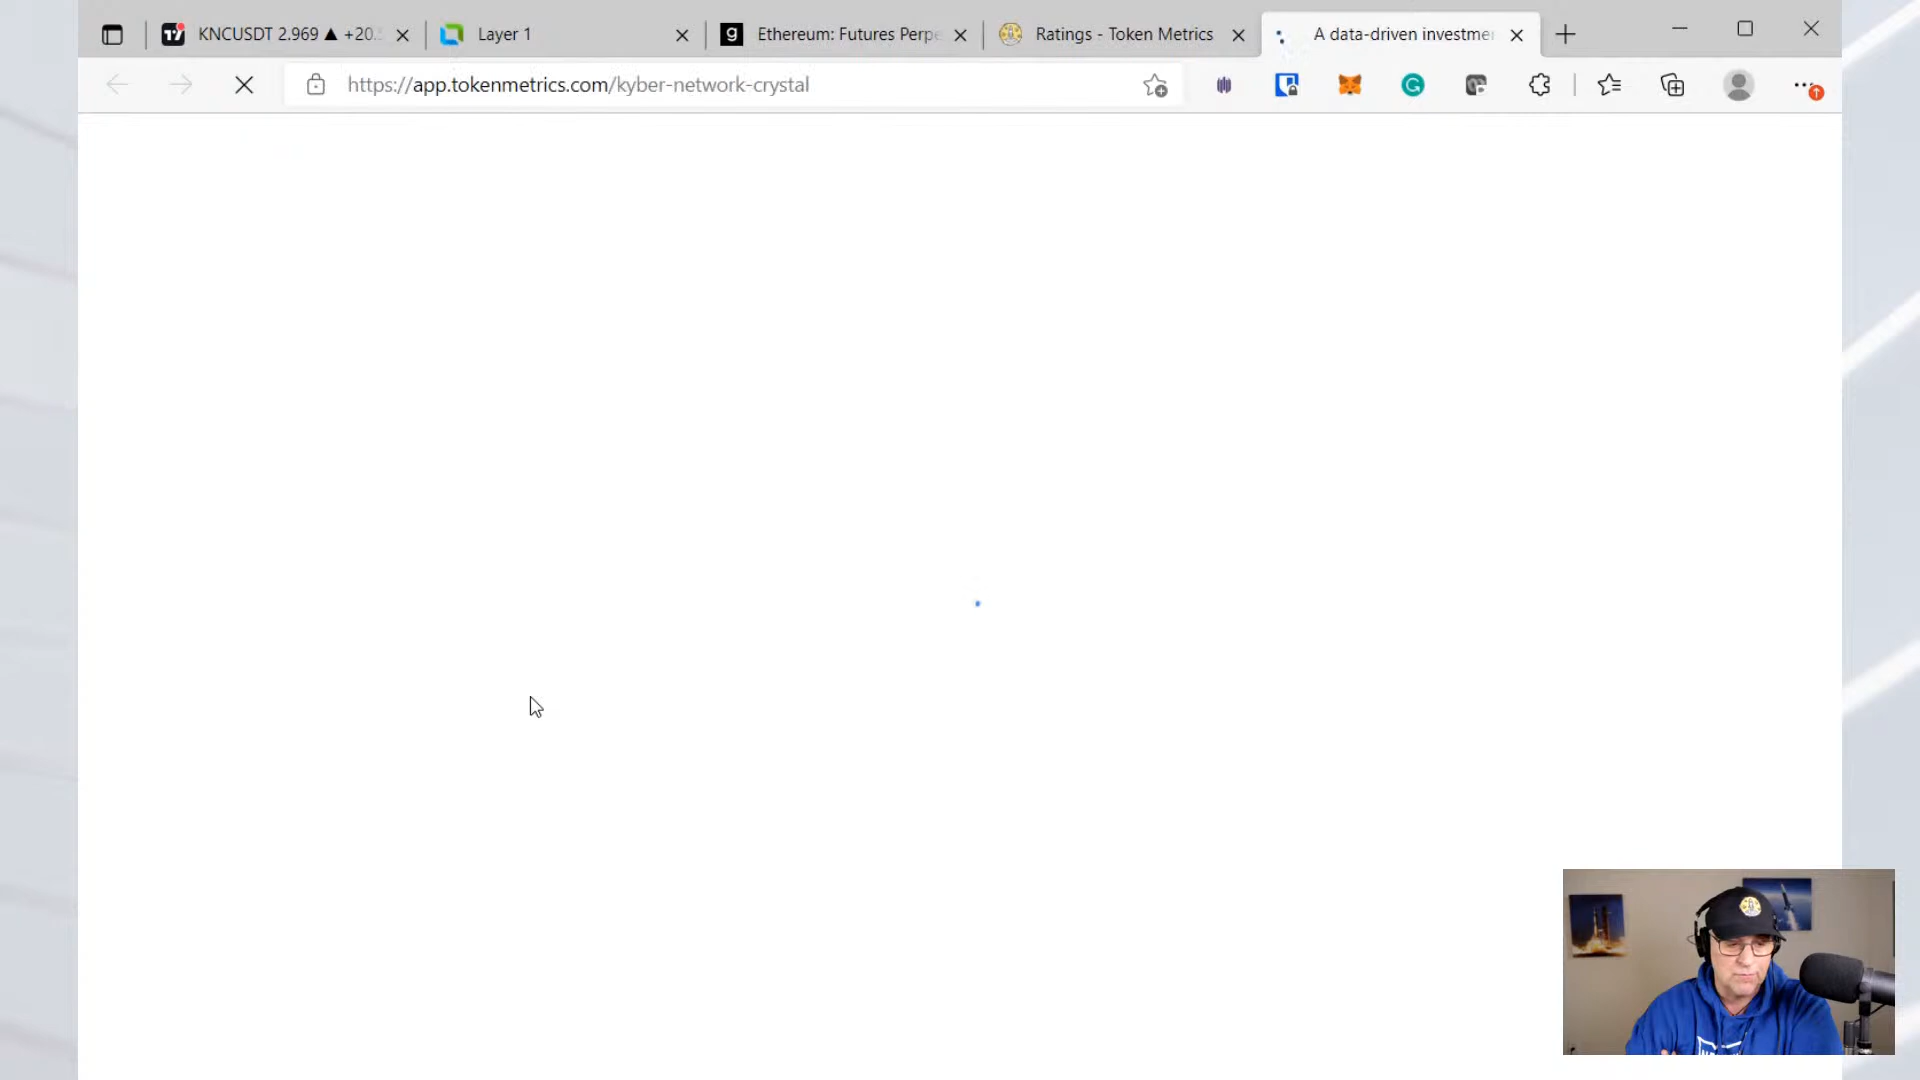 KNCUSDT 2.969 ▲ +20.
Layer 1
Ethereum: Futures Perpe
Ratings - Token Metrics
A data-driven investme
https://app.tokenmetrics.com/kyber-network-crystal